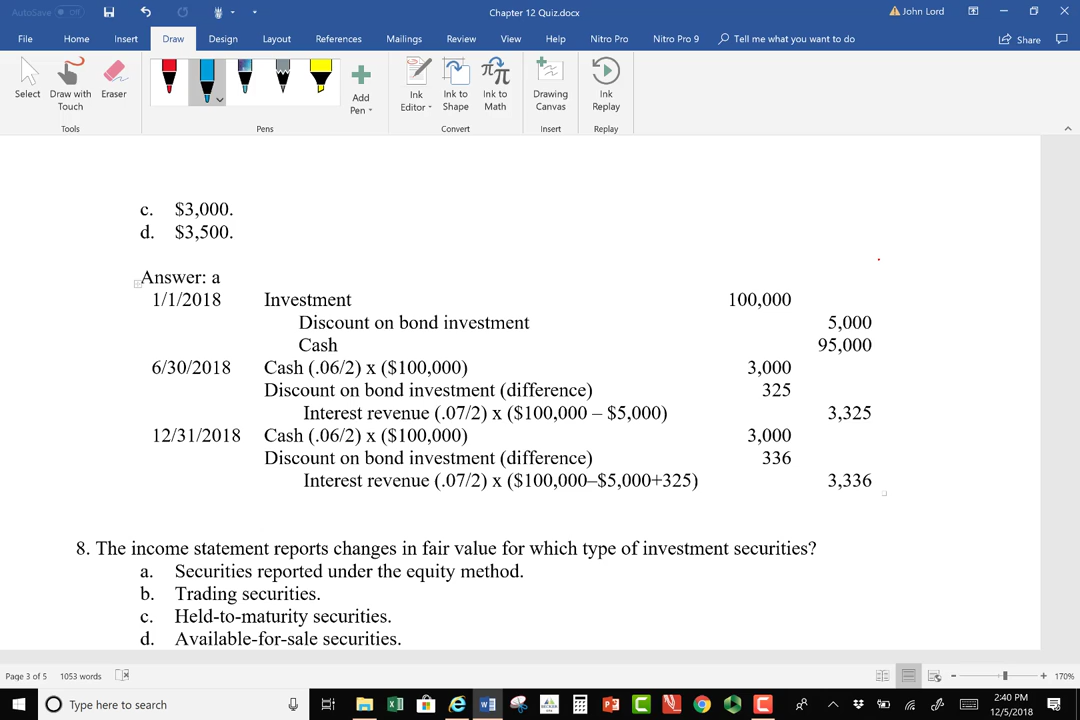 AutoSave Off
Chapter 12 Quiz.docx
John Lord
File Home Insert Draw Design Layout References Mailings Review View Help Nitro Pro Nitro Pro 9 Tell me what you want to do Share
Select
Draw with Touch
Eraser
Add Pen
Ink Editor
Ink to Shape
Ink to Math
Drawing Canvas
Ink Replay
Tools Pens Convert Insert Replay
c. $3,000.
d. $3,500.
Answer: a
1/1/2018 Investment 100,000
Discount on bond investment 5,000
Cash 95,000
6/30/2018 Cash (.06/2) x ($100,000) 3,000
Discount on bond investment (difference) 325
Interest revenue (.07/2) x ($100,000 – $5,000) 3,325
12/31/2018 Cash (.06/2) x ($100,000) 3,000
Discount on bond investment (difference) 336
Interest revenue (.07/2) x ($100,000–$5,000+325) 3,336
8. The income statement reports changes in fair value for which type of investment securities?
a. Securities reported under the equity method.
b. Trading securities.
c. Held-to-maturity securities.
d. Available-for-sale securities.
Page 3 of 5 1053 words 170%
Type here to search
2:40 PM
12/5/2018